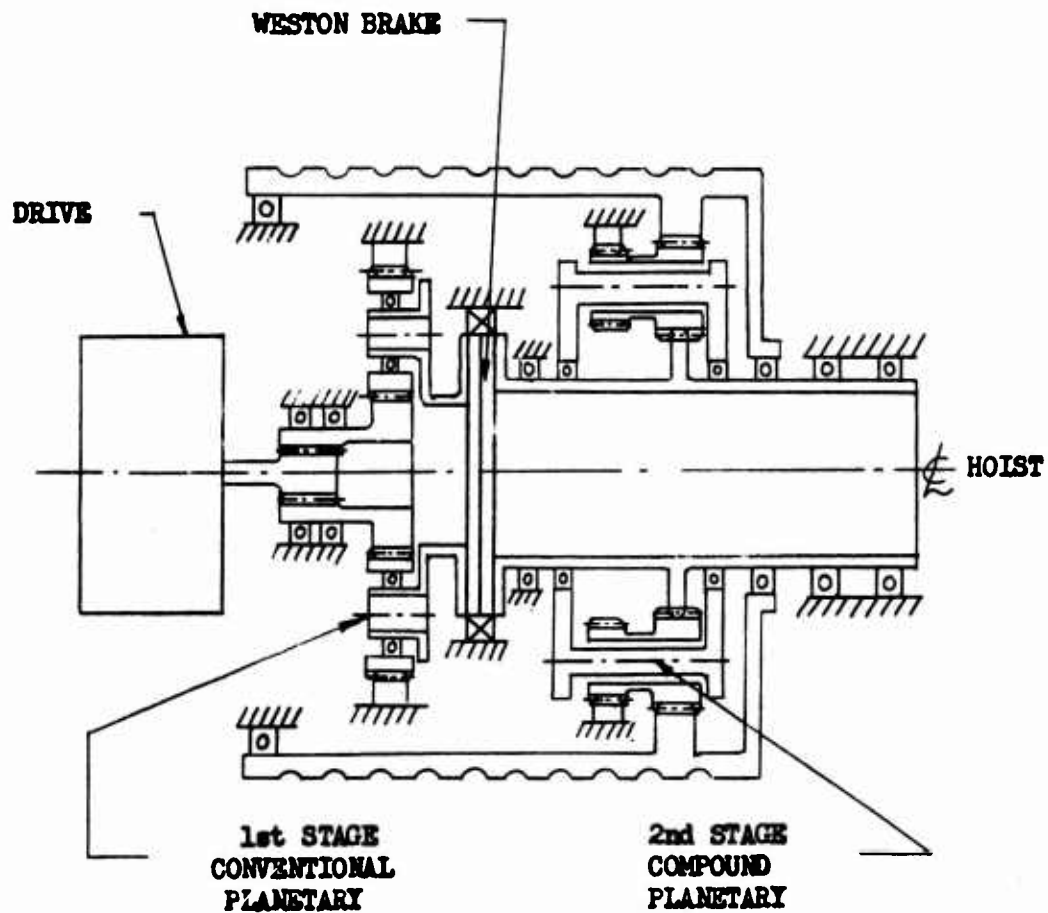 WESTON BRAKE
DRIVE
℄ HOIST
1st STAGE
CONVENTIONAL
PLANETARY
2nd STAGE
COMPOUND
PLANETARY